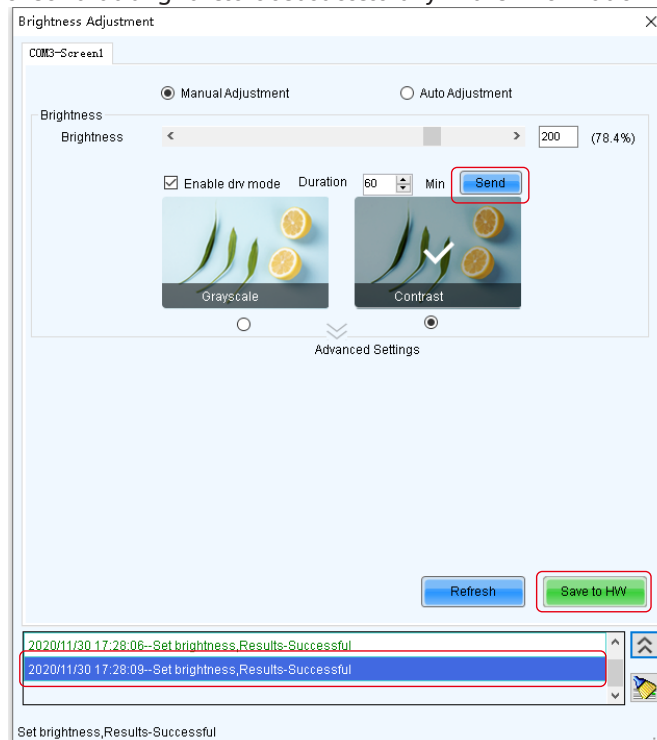 Brightness Adjustment
COM3-Screen1
Manual Adjustment Auto Adjustment
Brightness
Brightness 200 (78.4%)
Enable drv mode Duration 60 Min Send
Grayscale Contrast
Advanced Settings
Refresh Save to HW
2020/11/30 17:28:06--Set brightness,Results-Successful
2020/11/30 17:28:09--Set brightness,Results-Successful
Set brightness,Results-Successful